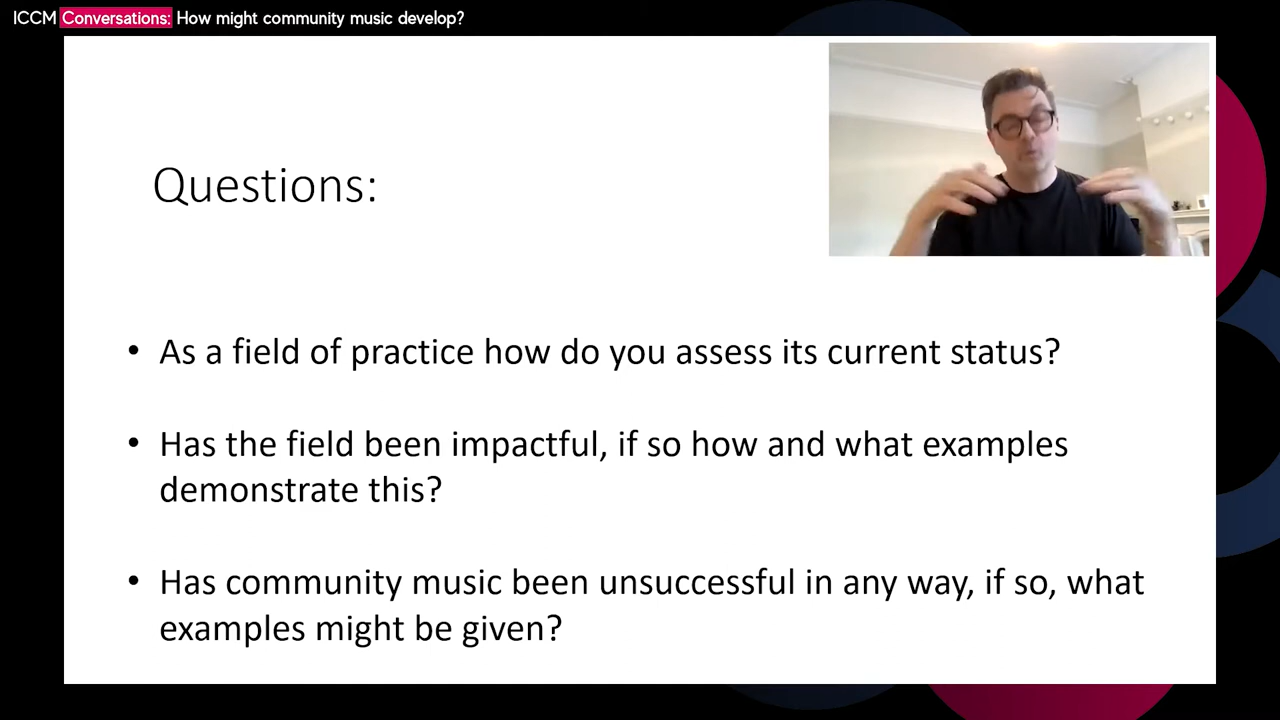 ICCM Conversations: How might community music develop?
Questions:
• As a field of practice how do you assess its current status?
• Has the field been impactful, if so how and what examples
demonstrate this?
• Has community music been unsuccessful in any way, if so, what
examples might be given?